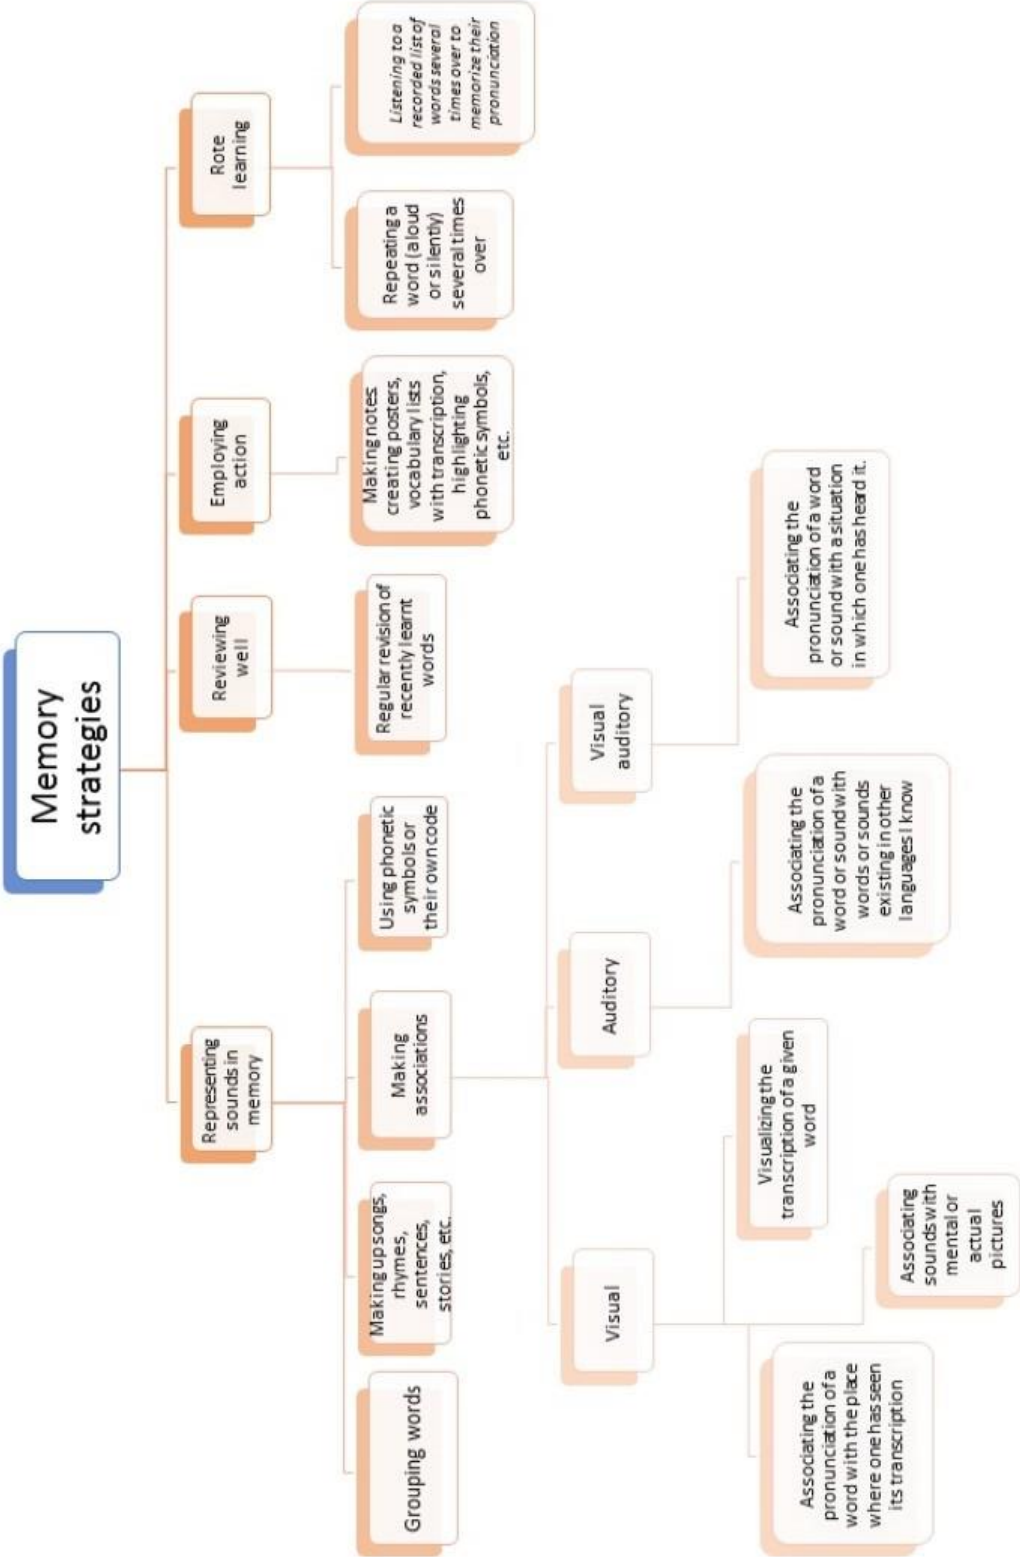 Memory
strategies
Representing
sounds in
memory
Reviewing
well
Employing
action
Rote
learning
Grouping words
Making up songs,
rhymes,
sentences,
stories, etc.
Making
associations
Using phonetic
symbols or
their own code
Regular revision of
recently learnt
words
Making notes
creating posters,
vocabulary lists
with transcription,
highlighting
phonetic symbols,
etc.
Repeating a
word (aloud
or silently)
several times
over
Listening to a
recorded list of
words several
times over to
memorize their
pronunciation
Visual
Auditory
Visual
auditory
Associating the
pronunciation of a
word with the place
where one has seen
its transcription
Associating
sounds with
mental or
actual
pictures
Visualizing the
transcription of a given
word
Associating the
pronunciation of a
word or sound with
words or sounds
existing in other
languages I know
Associating the
pronunciation of a word
or sound with a situation
in which one has heard it.